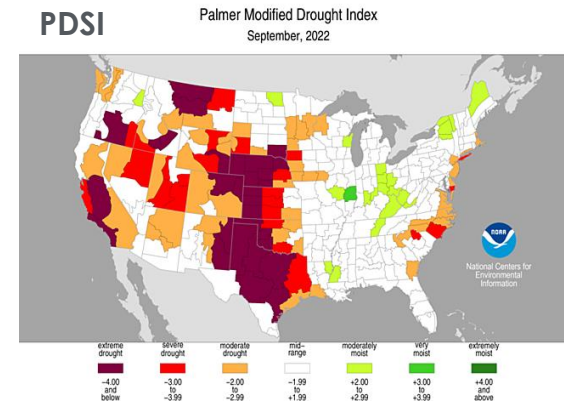 PDSI
Palmer Modified Drought Index
September, 2022
NOAA
National Centers for
Environmental
Information
extreme
drought
severe
drought
moderate
drought
mid-
range
moderately
moist
very
moist
extremely
moist
-4.00
and
below
-3.00
to
-3.99
-2.00
to
-2.99
-1.99
to
+1.99
+2.00
to
+2.99
+3.00
to
+3.99
+4.00
and
above